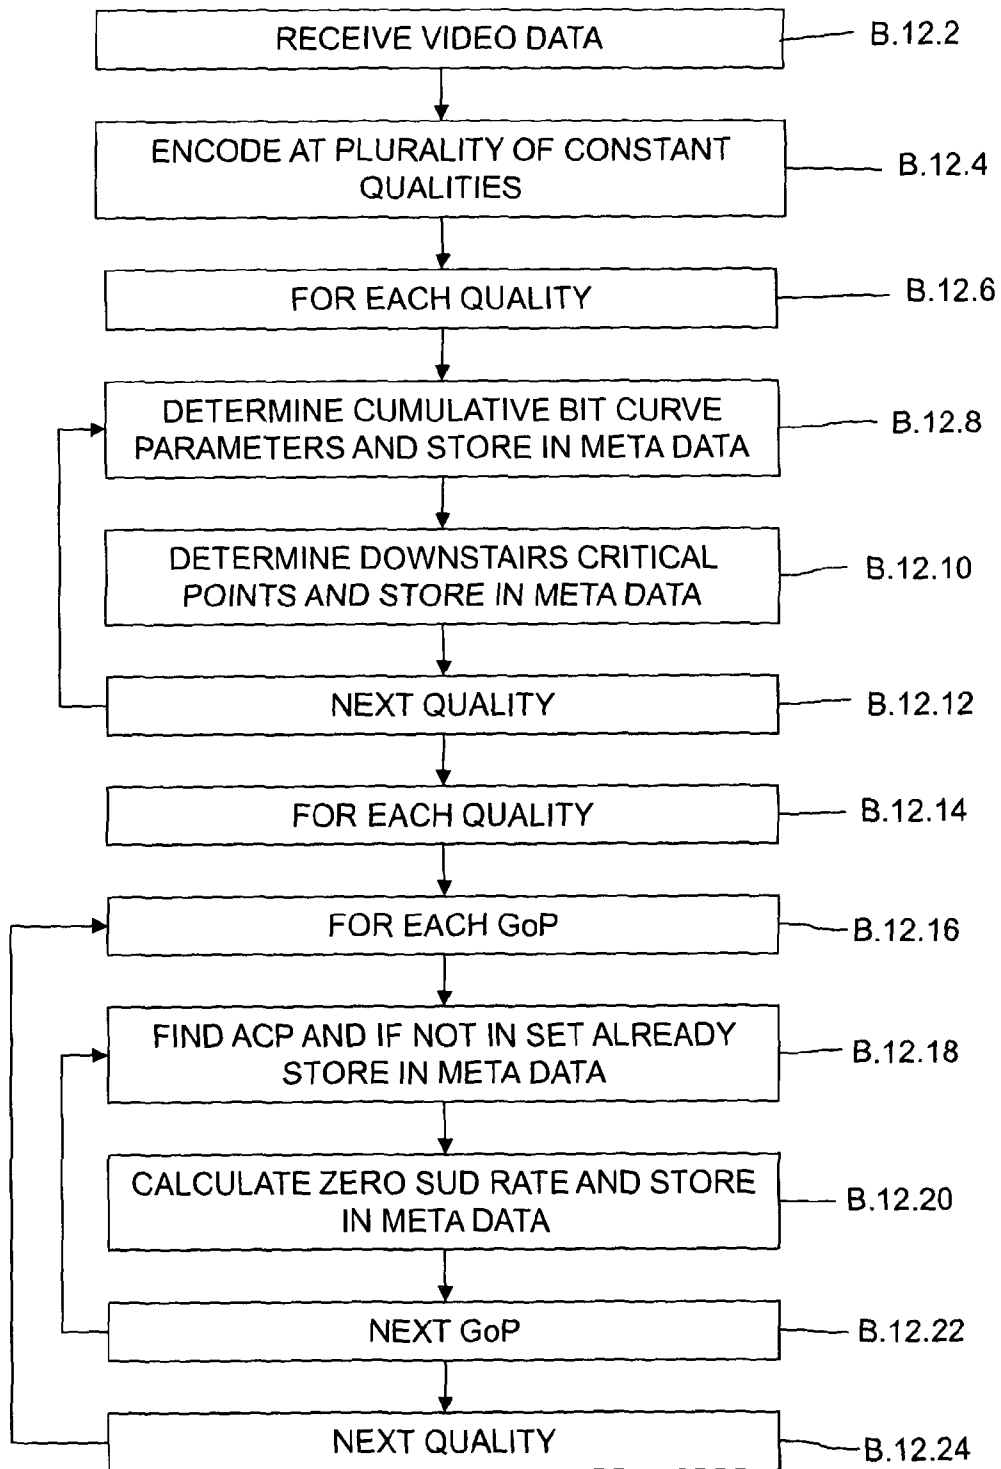 RECEIVE VIDEO DATA
B.12.2
ENCODE AT PLURALITY OF CONSTANT
QUALITIES
B.12.4
FOR EACH QUALITY
B.12.6
DETERMINE CUMULATIVE BIT CURVE
PARAMETERS AND STORE IN META DATA
B.12.8
DETERMINE DOWNSTAIRS CRITICAL
POINTS AND STORE IN META DATA
B.12.10
NEXT QUALITY
B.12.12
FOR EACH QUALITY
B.12.14
FOR EACH GoP
B.12.16
FIND ACP AND IF NOT IN SET ALREADY
STORE IN META DATA
B.12.18
CALCULATE ZERO SUD RATE AND STORE
IN META DATA
B.12.20
NEXT GoP
B.12.22
NEXT QUALITY
B.12.24